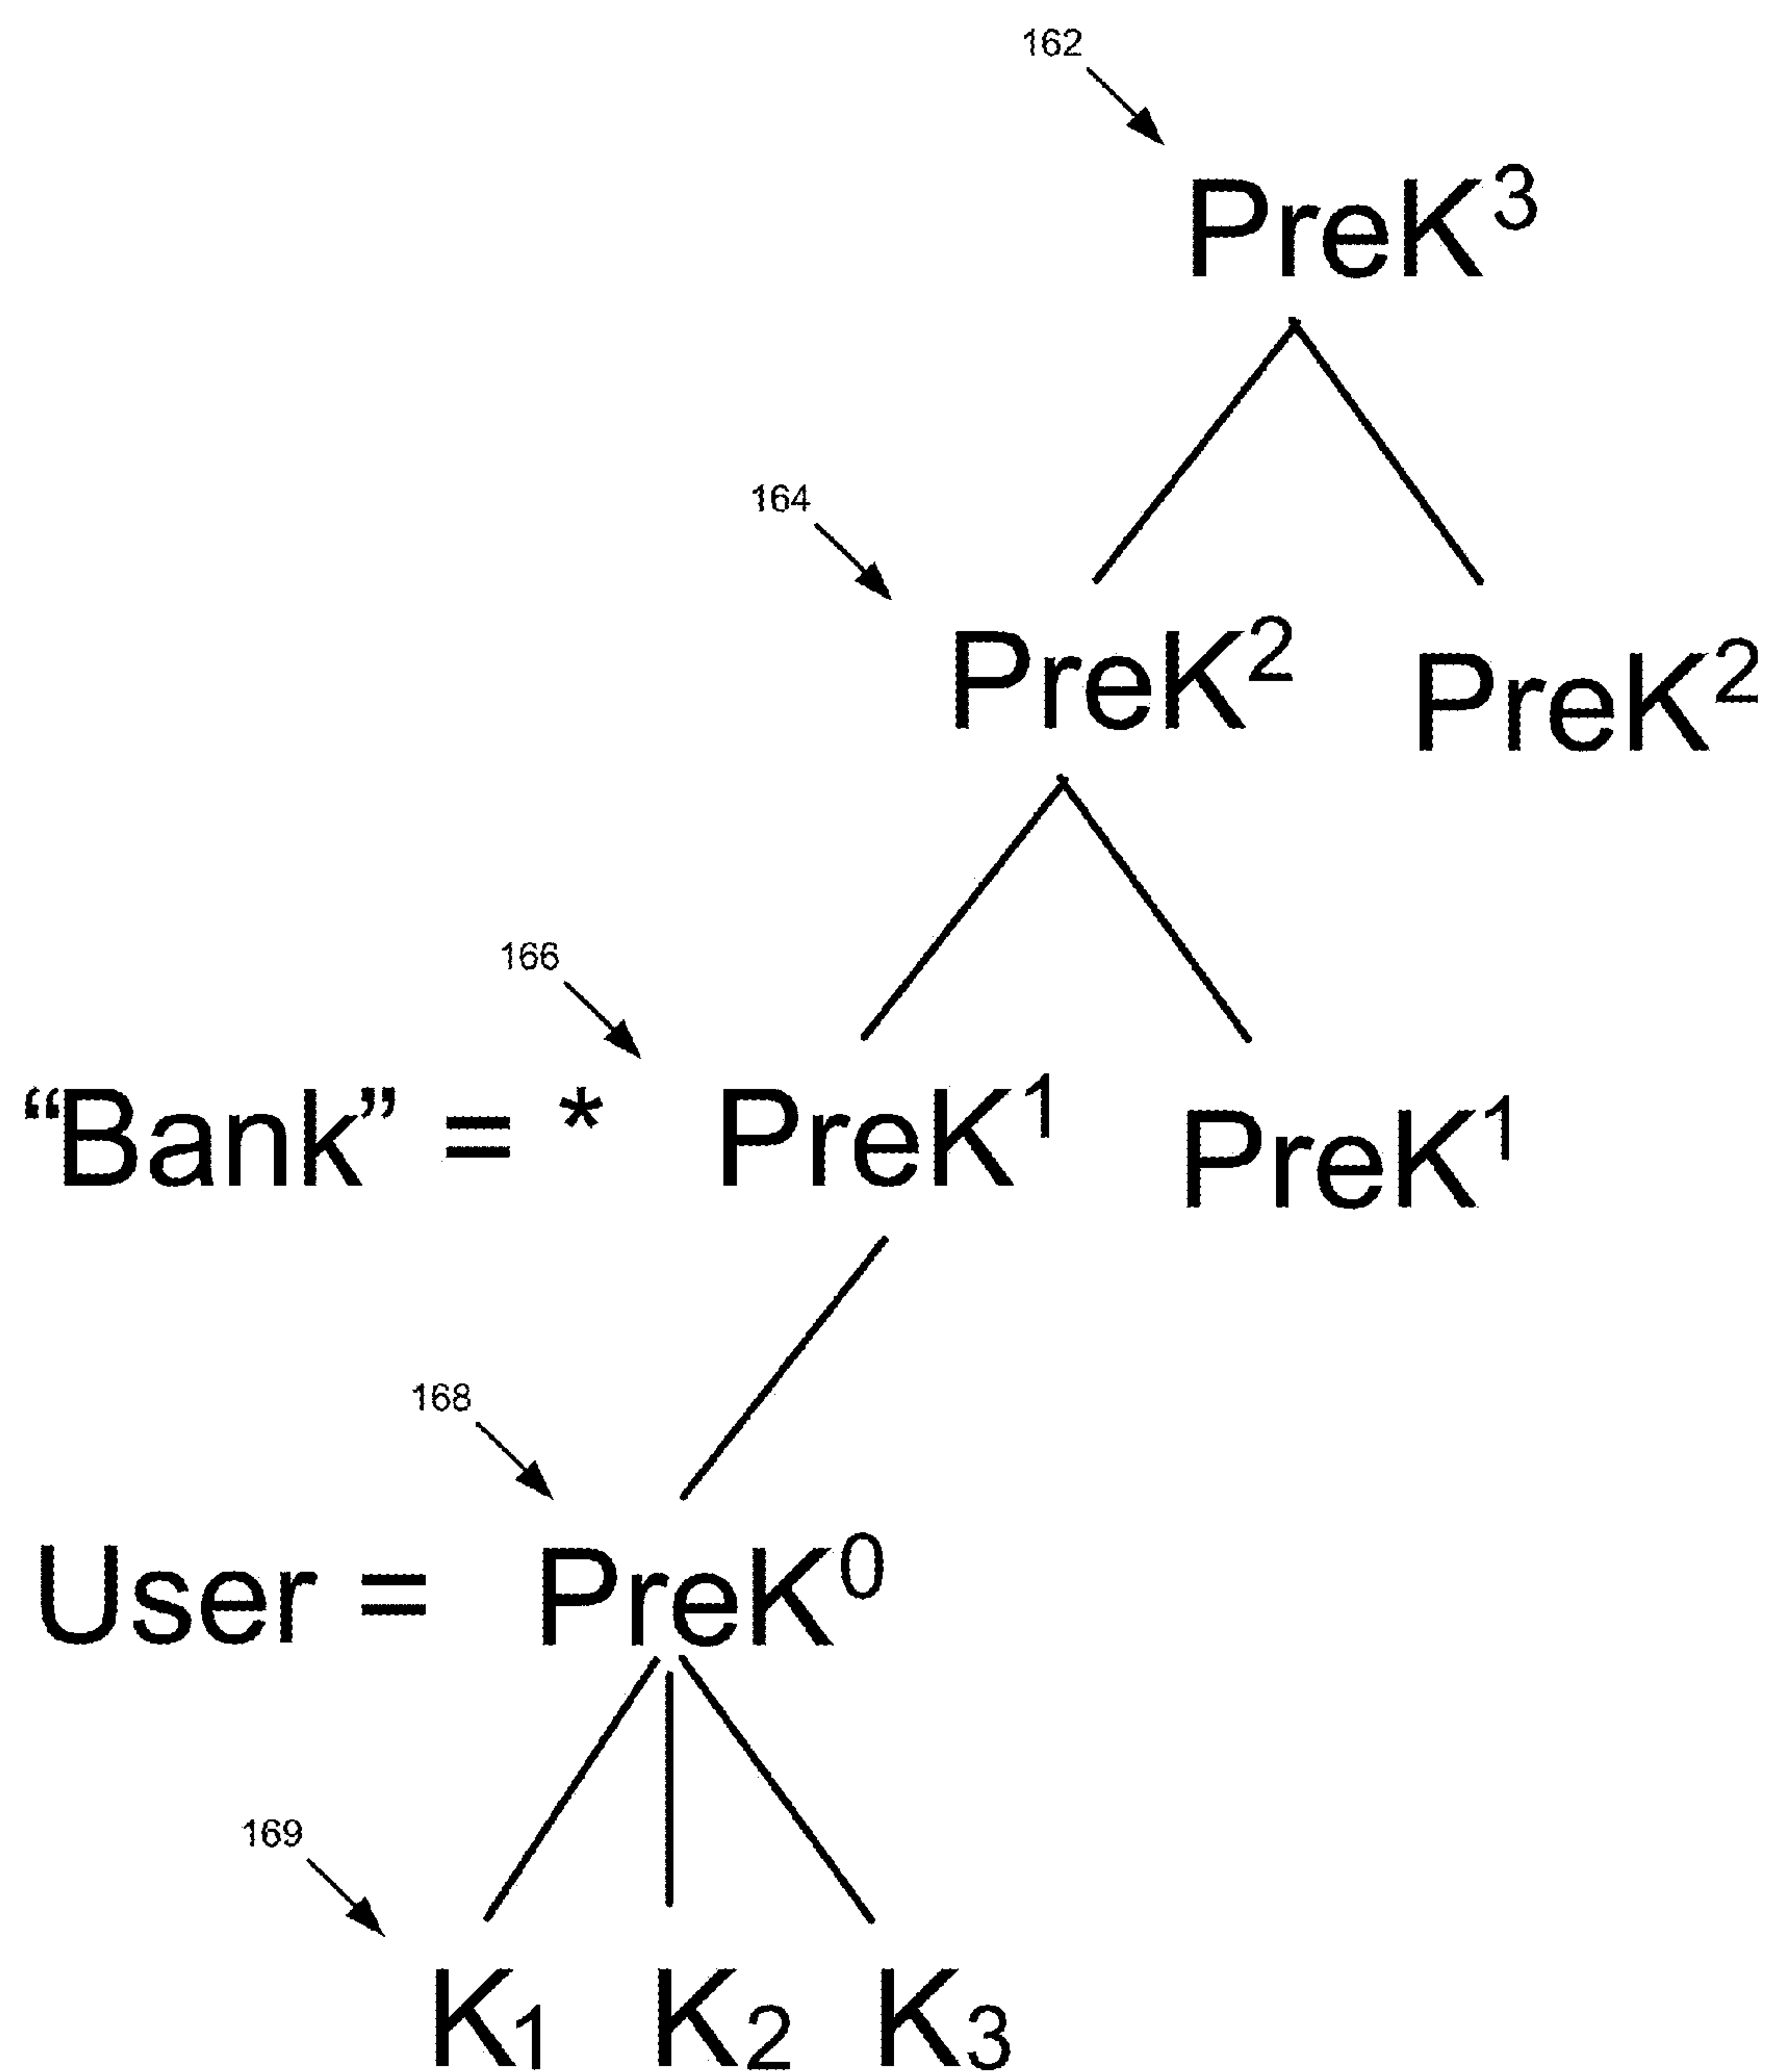 162
PreK³
164
PreK² PreK²
166
“Bank” = * PreK¹ PreK¹
168
User = PreK⁰
169
K₁ K₂ K₃